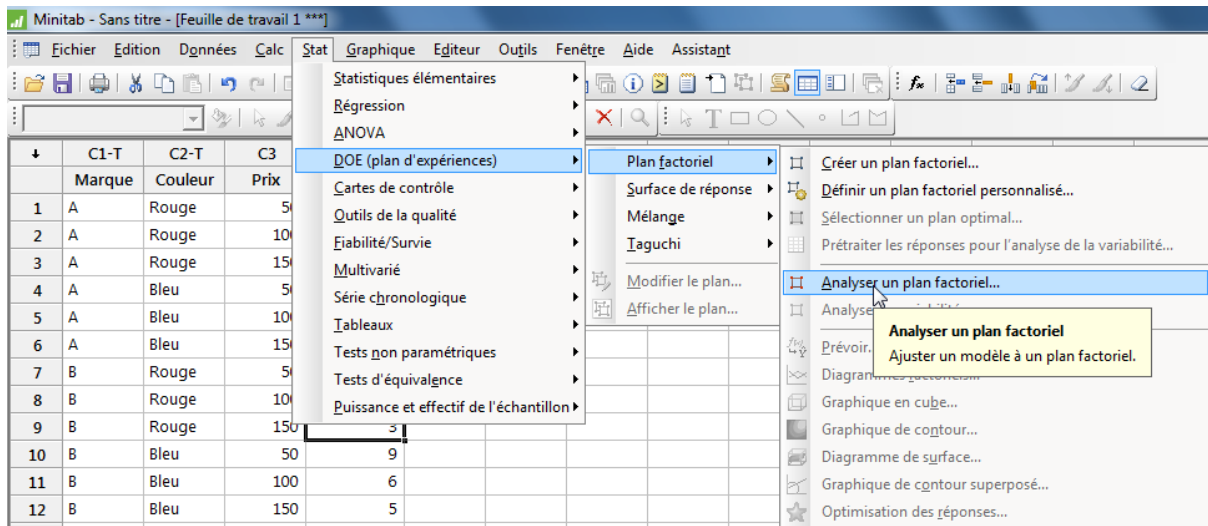 Minitab - Sans titre - [Feuille de travail 1 ***]
Fichier Edition Données Calc Stat Graphique Editeur Outils Fenêtre Aide Assistant
Statistiques élémentaires
Régression
ANOVA
DOE (plan d'expériences)
Cartes de contrôle
Outils de la qualité
Fiabilité/Survie
Multivarié
Série chronologique
Tableaux
Tests non paramétriques
Tests d'équivalence
Puissance et effectif de l'échantillon
Plan factoriel
Surface de réponse
Mélange
Taguchi
Modifier le plan...
Afficher le plan...
Créer un plan factoriel...
Définir un plan factoriel personnalisé...
Sélectionner un plan optimal...
Prétraiter les réponses pour l'analyse de la variabilité...
Analyser un plan factoriel...
Analyser un plan factoriel
Ajuster un modèle à un plan factoriel.
Prévoir...
Graphique en cube...
Graphique de contour...
Diagramme de surface...
Graphique de contour superposé...
Optimisation des réponses...
C1-T C2-T C3
Marque Couleur Prix
1 A Rouge
2 A Rouge
3 A Rouge
4 A Bleu
5 A Bleu
6 A Bleu
7 B Rouge
8 B Rouge
9 B Rouge 150 3
10 B Bleu 50 9
11 B Bleu 100 6
12 B Bleu 150 5